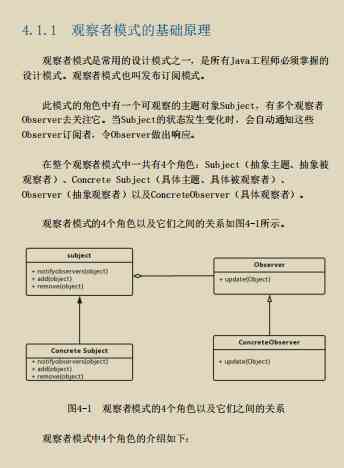 4.1.1 观察者模式的基础原理
观察者模式是常用的设计模式之一，是所有Java工程师必须掌握的
设计模式。观察者模式也叫发布订阅模式。
此模式的角色中有一个可观察的主题对象Subject，有多个观察者
Observer去关注它。当Subject的状态发生变化时，会自动通知这些
Observer订阅者，令Observer做出响应。
在整个观察者模式中一共有4个角色：Subject（抽象主题、抽象被
观察者）、Concrete Subject（具体主题、具体被观察者）、
Observer（抽象观察者）以及ConcreteObserver（具体观察者）。
观察者模式的4个角色以及它们之间的关系如图4-1所示。
subject
+ notifyobservers(object)
+ add(object)
+ remove(object)
Observer
+ update(Object)
Concrete Subject
+ notifyobservers(object)
+ add(object)
+ remove(object)
ConcreteObserver
+ update(Object)
图4-1 观察者模式的4个角色以及它们之间的关系
观察者模式中4个角色的介绍如下：